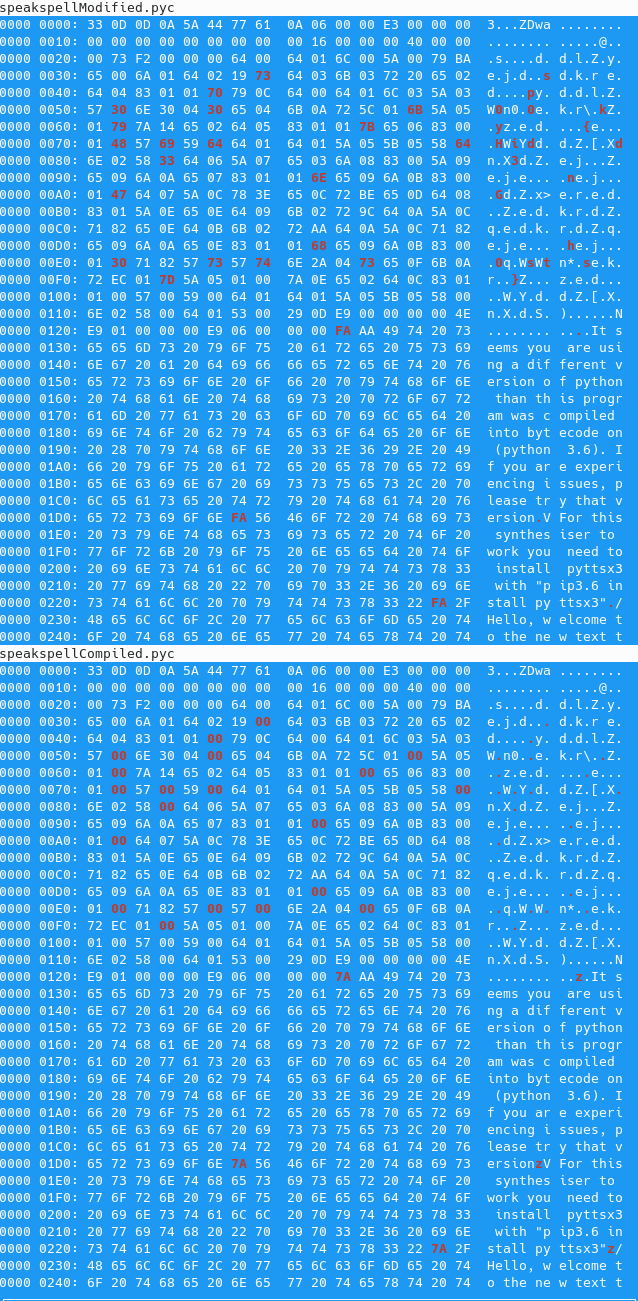 speakspellModified.pyc
0000 0000: 33 0D 0D 0A 5A 44 77 61  0A 06 00 00 E3 00 00 00  3...ZDwa ........
0000 0010: 00 00 00 00 00 00 00 00  00 16 00 00 00 40 00 00  ........ .....@..
0000 0020: 00 73 F2 00 00 00 64 00  64 01 6C 00 5A 00 79 BA  .s....d. d.l.Z.y.
0000 0030: 65 00 6A 01 64 02 19 73  64 03 6B 03 72 20 65 02  e.j.d..s d.k.r e.
0000 0040: 64 04 83 01 01 70 79 0C  64 00 64 01 6C 03 5A 03  d....py. d.d.l.Z.
0000 0050: 57 30 6E 30 04 30 65 04  6B 0A 72 5C 01 6B 5A 05  W0n0.0e. k.r\.kZ.
0000 0060: 01 79 7A 14 65 02 64 05  83 01 01 7B 65 06 83 00  .yz.e.d. ...{e...
0000 0070: 01 48 57 69 59 64 64 01  64 01 5A 05 5B 05 58 64  .HWiYdd. d.Z.[.Xd
0000 0080: 6E 02 58 33 64 06 5A 07  65 03 6A 08 83 00 5A 09  n.X3d.Z. e.j...Z.
0000 0090: 65 09 6A 0A 65 07 83 01  01 6E 65 09 6A 0B 83 00  e.j.e... .ne.j...
0000 00A0: 01 47 64 07 5A 0C 78 3E  65 0C 72 BE 65 0D 64 08  .Gd.Z.x> e.r.e.d.
0000 00B0: 83 01 5A 0E 65 0E 64 09  6B 02 72 9C 64 0A 5A 0C  ..Z.e.d. k.r.d.Z.
0000 00C0: 71 82 65 0E 64 0B 6B 02  72 AA 64 0A 5A 0C 71 82  q.e.d.k. r.d.Z.q.
0000 00D0: 65 09 6A 0A 65 0E 83 01  01 68 65 09 6A 0B 83 00  e.j.e... .he.j...
0000 00E0: 01 30 71 82 57 73 57 74  6E 2A 04 73 65 0F 6B 0A  .0q.WsWt n*.se.k.
0000 00F0: 72 EC 01 7D 5A 05 01 00  7A 0E 65 02 64 0C 83 01  r..}Z... z.e.d...
0000 0100: 01 00 57 00 59 00 64 01  64 01 5A 05 5B 05 58 00  ..W.Y.d. d.Z.[.X.
0000 0110: 6E 02 58 00 64 01 53 00  29 0D E9 00 00 00 00 4E  n.X.d.S. )......N
0000 0120: E9 01 00 00 00 E9 06 00  00 00 FA AA 49 74 20 73  ........ ....It s
0000 0130: 65 65 6D 73 20 79 6F 75  20 61 72 65 20 75 73 69  eems you  are usi
0000 0140: 6E 67 20 61 20 64 69 66  66 65 72 65 6E 74 20 76  ng a dif ferent v
0000 0150: 65 72 73 69 6F 6E 20 6F  66 20 70 79 74 68 6F 6E  ersion o f python
0000 0160: 20 74 68 61 6E 20 74 68  69 73 20 70 72 6F 67 72   than th is progr
0000 0170: 61 6D 20 77 61 73 20 63  6F 6D 70 69 6C 65 64 20  am was c ompiled 
0000 0180: 69 6E 74 6F 20 62 79 74  65 63 6F 64 65 20 6F 6E  into byt ecode on
0000 0190: 20 28 70 79 74 68 6F 6E  20 33 2E 36 29 2E 20 49   (python  3.6). I
0000 01A0: 66 20 79 6F 75 20 61 72  65 20 65 78 70 65 72 69  f you ar e experi
0000 01B0: 65 6E 63 69 6E 67 20 69  73 73 75 65 73 2C 20 70  encing i ssues, p
0000 01C0: 6C 65 61 73 65 20 74 72  79 20 74 68 61 74 20 76  lease tr y that v
0000 01D0: 65 72 73 69 6F 6E FA 56  46 6F 72 20 74 68 69 73  ersion.V For this
0000 01E0: 20 73 79 6E 74 68 65 73  69 73 65 72 20 74 6F 20   synthes iser to 
0000 01F0: 77 6F 72 6B 20 79 6F 75  20 6E 65 65 64 20 74 6F  work you  need to
0000 0200: 20 69 6E 73 74 61 6C 6C  20 70 79 74 74 73 78 33   install  pyttsx3
0000 0210: 20 77 69 74 68 20 22 70  69 70 33 2E 36 20 69 6E   with "p ip3.6 in
0000 0220: 73 74 61 6C 6C 20 70 79  74 74 73 78 33 22 FA 2F  stall py ttsx3"./
0000 0230: 48 65 6C 6C 6F 2C 20 77  65 6C 63 6F 6D 65 20 74  Hello, w elcome t
0000 0240: 6F 20 74 68 65 20 6E 65  77 20 74 65 78 74 20 74  o the ne w text t
speakspellCompiled.pyc
0000 0000: 33 0D 0D 0A 5A 44 77 61  0A 06 00 00 E3 00 00 00  3...ZDwa ........
0000 0010: 00 00 00 00 00 00 00 00  00 16 00 00 00 40 00 00  ........ .....@..
0000 0020: 00 73 F2 00 00 00 64 00  64 01 6C 00 5A 00 79 BA  .s....d. d.l.Z.y.
0000 0030: 65 00 6A 01 64 02 19 00  64 03 6B 03 72 20 65 02  e.j.d... d.k.r e.
0000 0040: 64 04 83 01 01 00 79 0C  64 00 64 01 6C 03 5A 03  d.....y. d.d.l.Z.
0000 0050: 57 00 6E 30 04 00 65 04  6B 0A 72 5C 01 00 5A 05  W.n0..e. k.r\..Z.
0000 0060: 01 00 7A 14 65 02 64 05  83 01 01 00 65 06 83 00  ..z.e.d. ....e...
0000 0070: 01 00 57 00 59 00 64 01  64 01 5A 05 5B 05 58 00  ..W.Y.d. d.Z.[.X.
0000 0080: 6E 02 58 00 64 06 5A 07  65 03 6A 08 83 00 5A 09  n.X.d.Z. e.j...Z.
0000 0090: 65 09 6A 0A 65 07 83 01  01 00 65 09 6A 0B 83 00  e.j.e... ..e.j...
0000 00A0: 01 00 64 07 5A 0C 78 3E  65 0C 72 BE 65 0D 64 08  ..d.Z.x> e.r.e.d.
0000 00B0: 83 01 5A 0E 65 0E 64 09  6B 02 72 9C 64 0A 5A 0C  ..Z.e.d. k.r.d.Z.
0000 00C0: 71 82 65 0E 64 0B 6B 02  72 AA 64 0A 5A 0C 71 82  q.e.d.k. r.d.Z.q.
0000 00D0: 65 09 6A 0A 65 0E 83 01  01 00 65 09 6A 0B 83 00  e.j.e... ..e.j...
0000 00E0: 01 00 71 82 57 00 57 00  6E 2A 04 00 65 0F 6B 0A  ..q.W.W. n*..e.k.
0000 00F0: 72 EC 01 00 5A 05 01 00  7A 0E 65 02 64 0C 83 01  r...Z... z.e.d...
0000 0100: 01 00 57 00 59 00 64 01  64 01 5A 05 5B 05 58 00  ..W.Y.d. d.Z.[.X.
0000 0110: 6E 02 58 00 64 01 53 00  29 0D E9 00 00 00 00 4E  n.X.d.S. )......N
0000 0120: E9 01 00 00 00 E9 06 00  00 00 7A AA 49 74 20 73  ........ ..z.It s
0000 0130: 65 65 6D 73 20 79 6F 75  20 61 72 65 20 75 73 69  eems you  are usi
0000 0140: 6E 67 20 61 20 64 69 66  66 65 72 65 6E 74 20 76  ng a dif ferent v
0000 0150: 65 72 73 69 6F 6E 20 6F  66 20 70 79 74 68 6F 6E  ersion o f python
0000 0160: 20 74 68 61 6E 20 74 68  69 73 20 70 72 6F 67 72   than th is progr
0000 0170: 61 6D 20 77 61 73 20 63  6F 6D 70 69 6C 65 64 20  am was c ompiled 
0000 0180: 69 6E 74 6F 20 62 79 74  65 63 6F 64 65 20 6F 6E  into byt ecode on
0000 0190: 20 28 70 79 74 68 6F 6E  20 33 2E 36 29 2E 20 49   (python  3.6). I
0000 01A0: 66 20 79 6F 75 20 61 72  65 20 65 78 70 65 72 69  f you ar e experi
0000 01B0: 65 6E 63 69 6E 67 20 69  73 73 75 65 73 2C 20 70  encing i ssues, p
0000 01C0: 6C 65 61 73 65 20 74 72  79 20 74 68 61 74 20 76  lease tr y that v
0000 01D0: 65 72 73 69 6F 6E 7A 56  46 6F 72 20 74 68 69 73  ersionzV For this
0000 01E0: 20 73 79 6E 74 68 65 73  69 73 65 72 20 74 6F 20   synthes iser to 
0000 01F0: 77 6F 72 6B 20 79 6F 75  20 6E 65 65 64 20 74 6F  work you  need to
0000 0200: 20 69 6E 73 74 61 6C 6C  20 70 79 74 74 73 78 33   install  pyttsx3
0000 0210: 20 77 69 74 68 20 22 70  69 70 33 2E 36 20 69 6E   with "p ip3.6 in
0000 0220: 73 74 61 6C 6C 20 70 79  74 74 73 78 33 22 7A 2F  stall py ttsx3"z/
0000 0230: 48 65 6C 6C 6F 2C 20 77  65 6C 63 6F 6D 65 20 74  Hello, w elcome t
0000 0240: 6F 20 74 68 65 20 6E 65  77 20 74 65 78 74 20 74  o the ne w text t